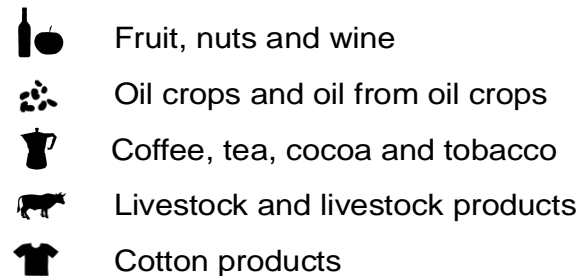 Fruit, nuts and wine
Oil crops and oil from oil crops
Coffee, tea, cocoa and tobacco
Livestock and livestock products
Cotton products